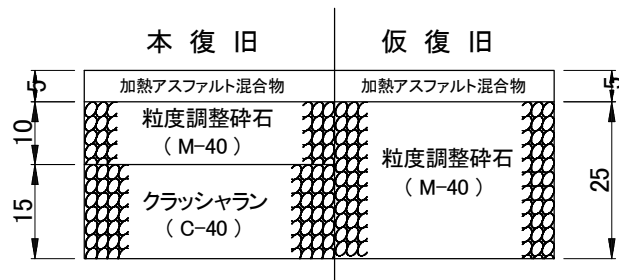 本復旧
仮復旧
加熱アスファルト混合物
加熱アスファルト混合物
5
5
粒度調整砕石
(M-40)
10
粒度調整砕石
(M-40)
25
クラッシャラン
(C-40)
15